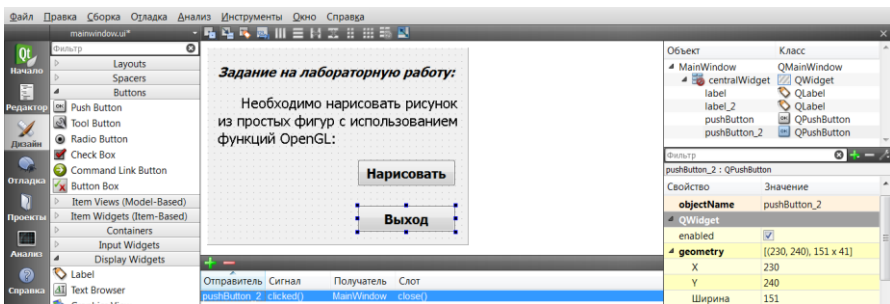 Файл Правка Сборка Отладка Анализ Инструменты Окно Справка
mainwindow.ui*
Начало
Редактор
Дизайн
Отладка
Проекты
Анализ
Справка
Фильтр
Layouts
Spacers
Buttons
Push Button
Tool Button
Radio Button
Check Box
Command Link Button
Button Box
Item Views (Model-Based)
Item Widgets (Item-Based)
Containers
Input Widgets
Display Widgets
Label
Text Browser
Задание на лабораторную работу:
Необходимо нарисовать рисунок
из простых фигур с использованием
функций OpenGL:
Нарисовать
Выход
Отправитель Сигнал Получатель Слот
pushButton_2 clicked() MainWindow close()
Объект Класс
MainWindow QMainWindow
centralWidget QWidget
label QLabel
label_2 QLabel
pushButton QPushButton
pushButton_2 QPushButton
Фильтр
pushButton_2 : QPushButton
Свойство Значение
objectName pushButton_2
QWidget
enabled
geometry [(230, 240), 151 x 41]
X 230
Y 240
Ширина 151